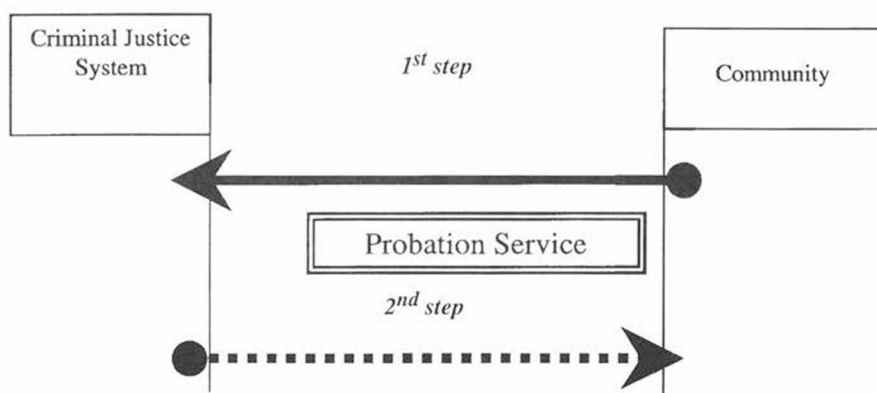 Criminal Justice
System
1st step
Community
Probation Service
2nd step